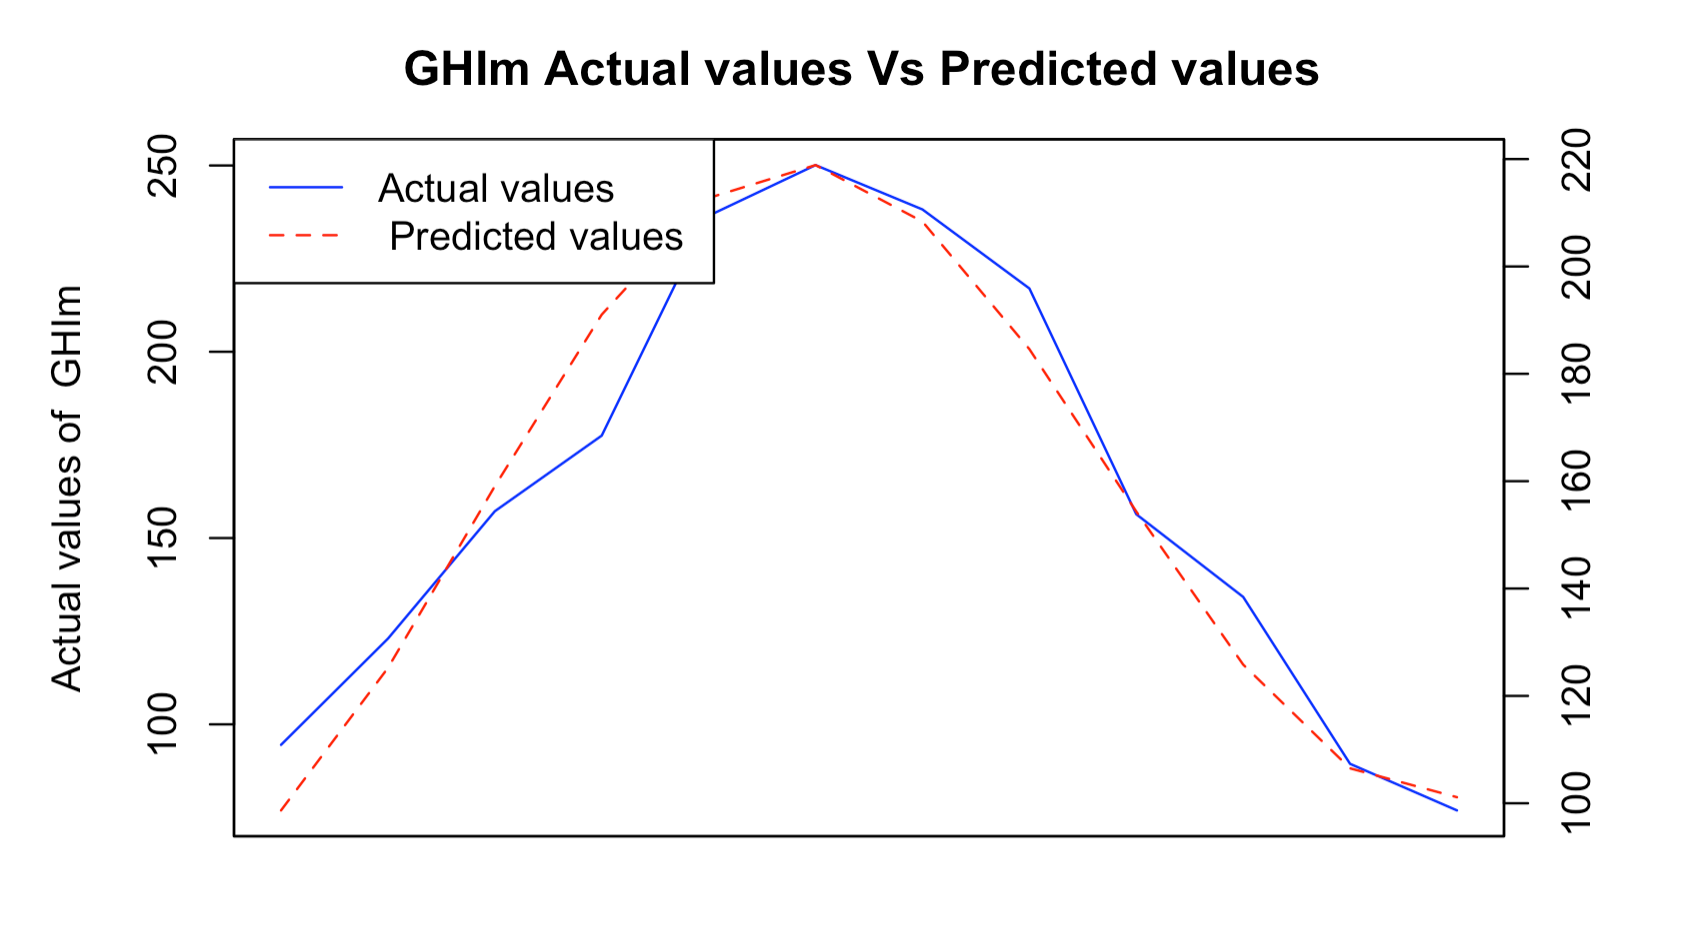 GHIm Actual values Vs Predicted values
Actual values
Predicted values
Actual values of  GHIm
250
200
150
100
220
200
180
160
140
120
100